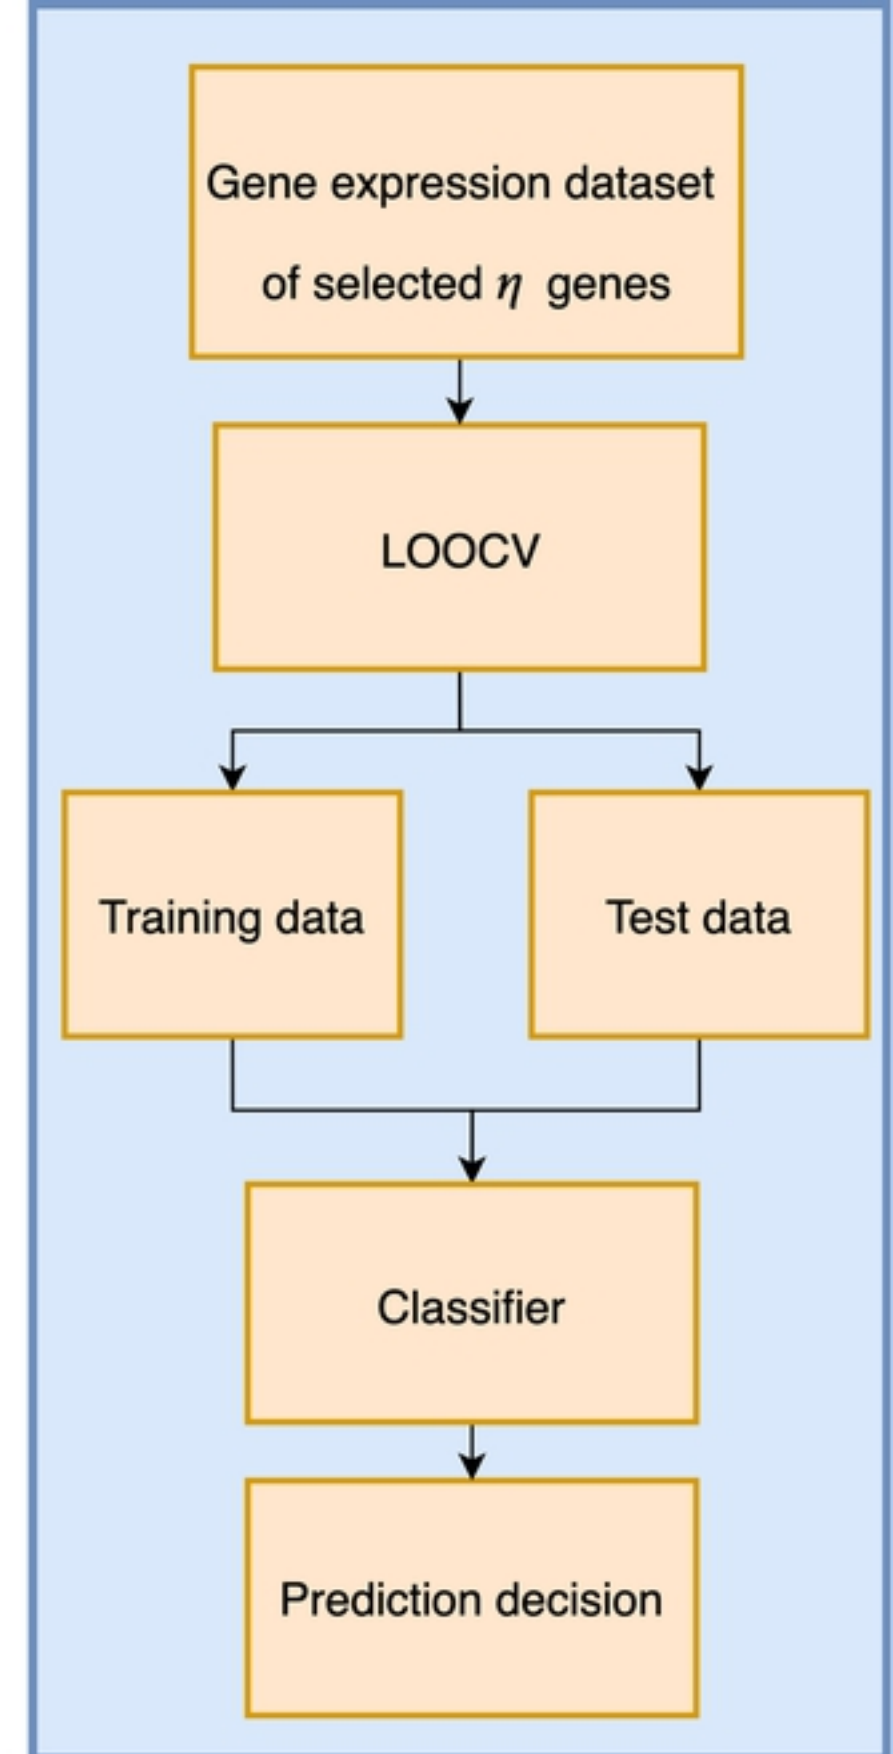 Gene expression dataset
of selected η genes
LOOCV
Training data
Test data
Classifier
Prediction decision